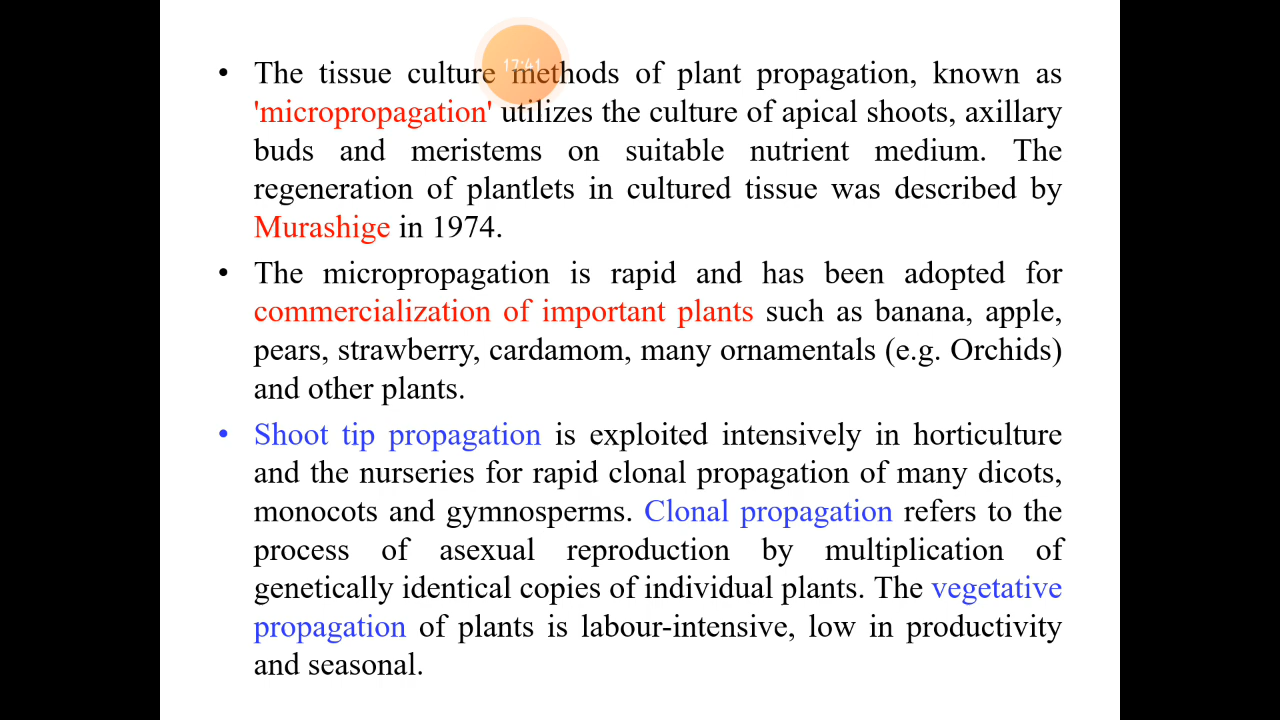 • The tissue culture methods of plant propagation, known as
'micropropagation' utilizes the culture of apical shoots, axillary
buds and meristems on suitable nutrient medium. The
regeneration of plantlets in cultured tissue was described by
Murashige in 1974.
• The micropropagation is rapid and has been adopted for
commercialization of important plants such as banana, apple,
pears, strawberry, cardamom, many ornamentals (e.g. Orchids)
and other plants.
• Shoot tip propagation is exploited intensively in horticulture
and the nurseries for rapid clonal propagation of many dicots,
monocots and gymnosperms. Clonal propagation refers to the
process of asexual reproduction by multiplication of
genetically identical copies of individual plants. The vegetative
propagation of plants is labour-intensive, low in productivity
and seasonal.